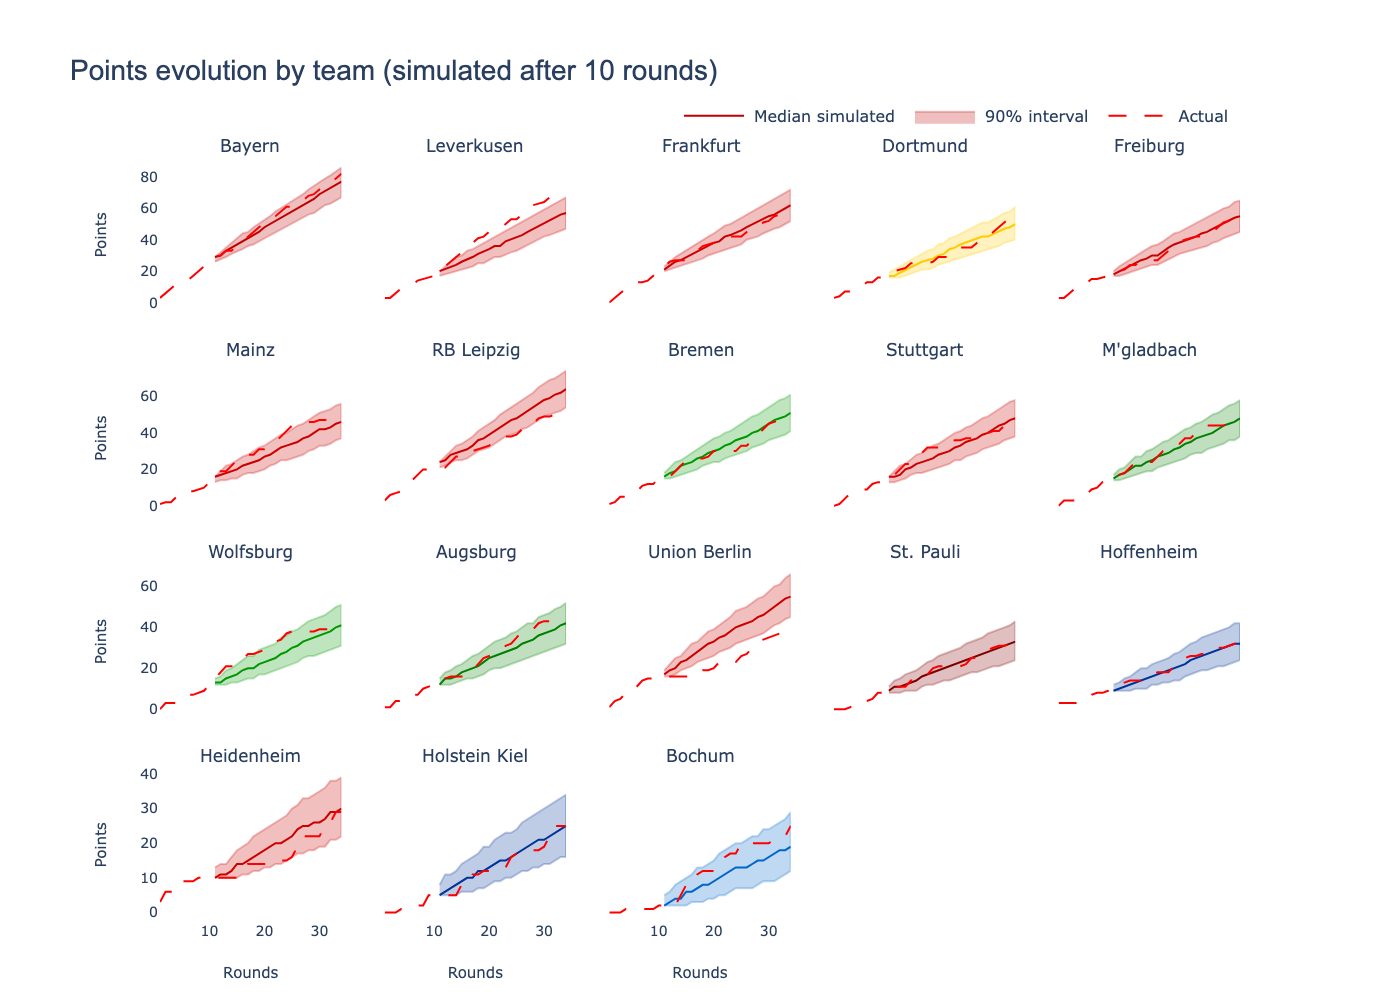 Points evolution by team (simulated after 10 rounds)
Median simulated 90% interval Actual
Bayern Leverkusen Frankfurt Dortmund Freiburg
80
60
40
20
0
Points
Mainz RB Leipzig Bremen Stuttgart M'gladbach
60
40
20
0
Points
Wolfsburg Augsburg Union Berlin St. Pauli Hoffenheim
60
40
20
0
Points
Heidenheim Holstein Kiel Bochum
40
30
20
10
0
Points
10 20 30 10 20 30 10 20 30
Rounds Rounds Rounds